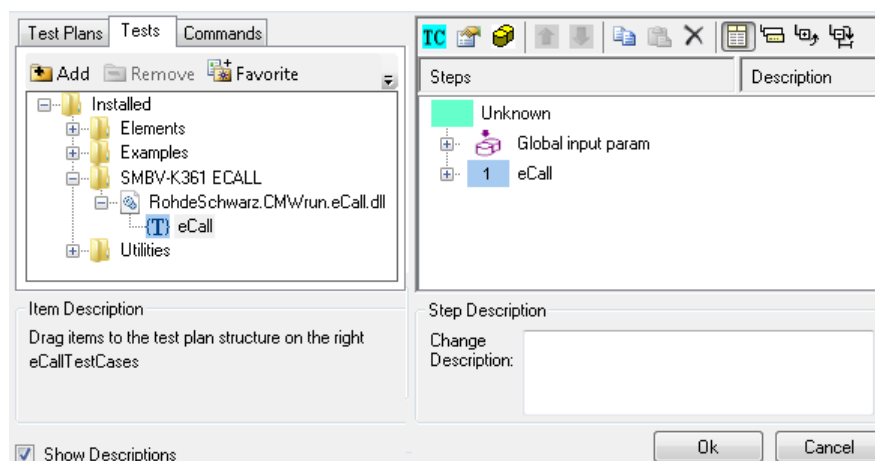 Test Plans Tests Commands
Add Remove Favorite
Installed
Elements
Examples
SMBV-K361 ECALL
RohdeSchwarz.CMWrun.eCall.dll
{T} eCall
Utilities
Item Description
Drag items to the test plan structure on the right
eCallTestCases
Show Descriptions
TC
Steps Description
Unknown
Global input param
1 eCall
Step Description
Change
Description:
Ok Cancel